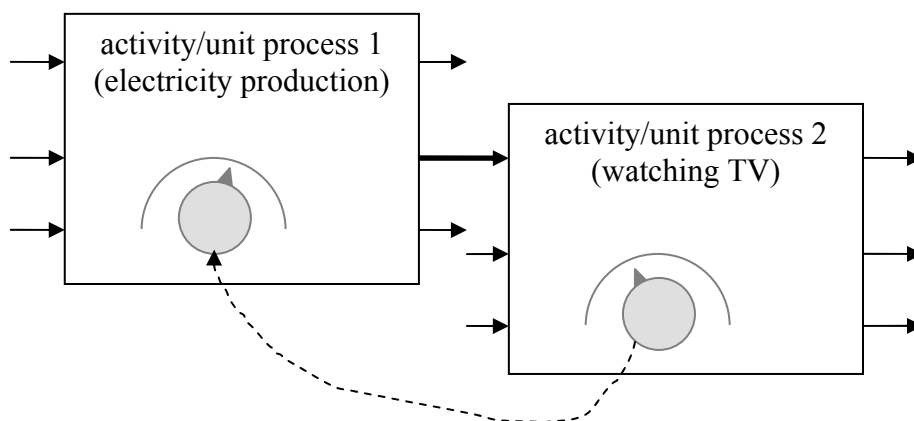 activity/unit process 1
(electricity production)
activity/unit process 2
(watching TV)